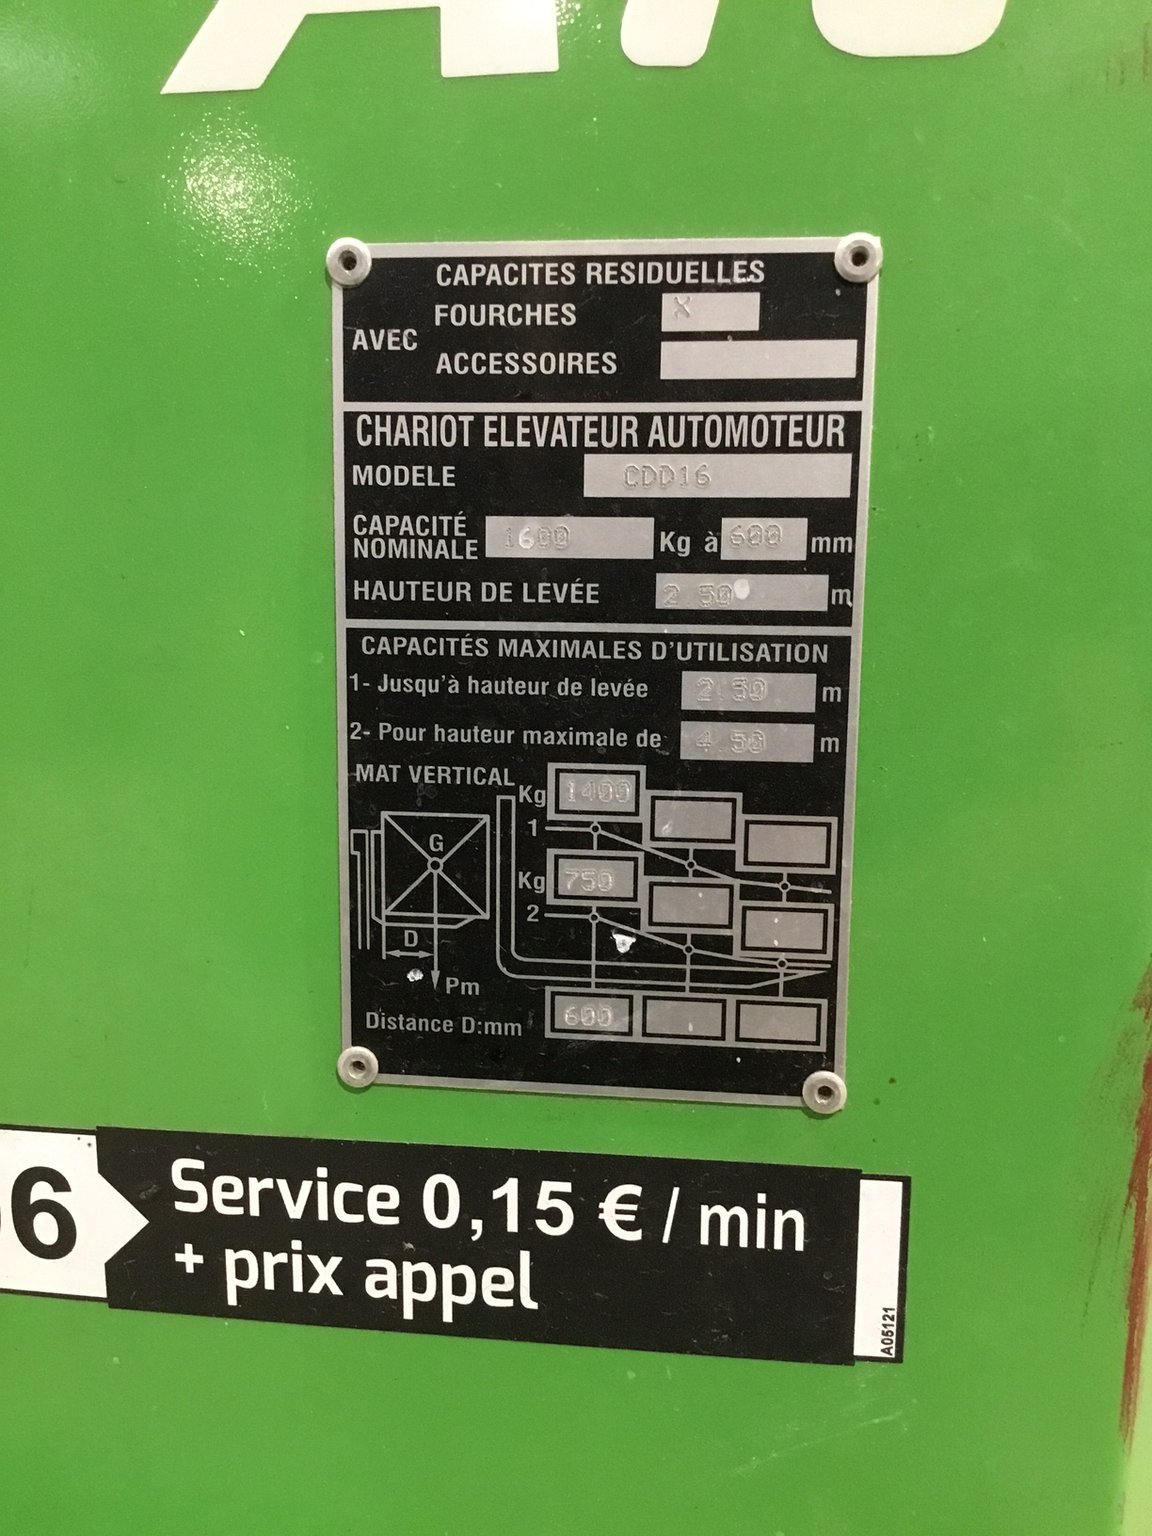 CAPACITES RESIDUELLES
AVEC
FOURCHES X
ACCESSOIRES
CHARIOT ELEVATEUR AUTOMOTEUR
MODELE CDD16
CAPACITÉ NOMINALE 1600 Kg à 600 mm
HAUTEUR DE LEVÉE 2 50 m
CAPACITÉS MAXIMALES D'UTILISATION
1- Jusqu'à hauteur de levée 2.50 m
2- Pour hauteur maximale de 4.50 m
MAT VERTICAL
Kg 1400
1
G
Kg 750
2
D
Pm
Distance D:mm 600
6
Service 0,15 € / min
+ prix appel
A05121